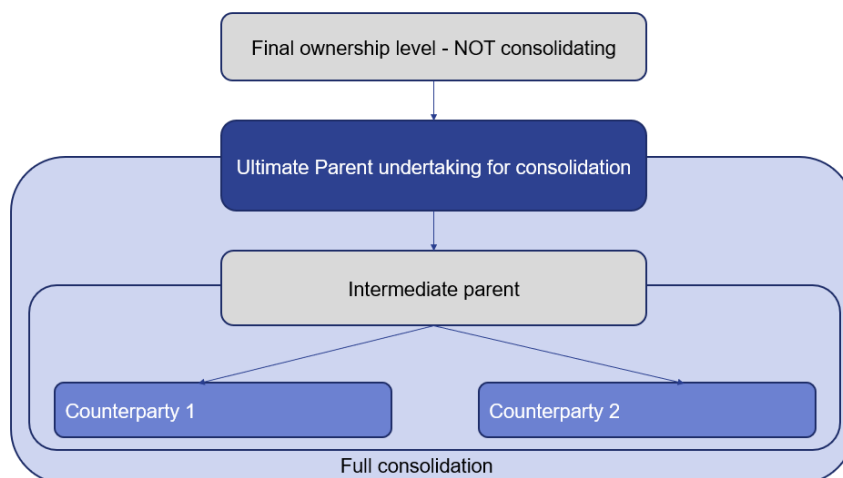 Final ownership level - NOT consolidating
Ultimate Parent undertaking for consolidation
Intermediate parent
Counterparty 1
Counterparty 2
Full consolidation